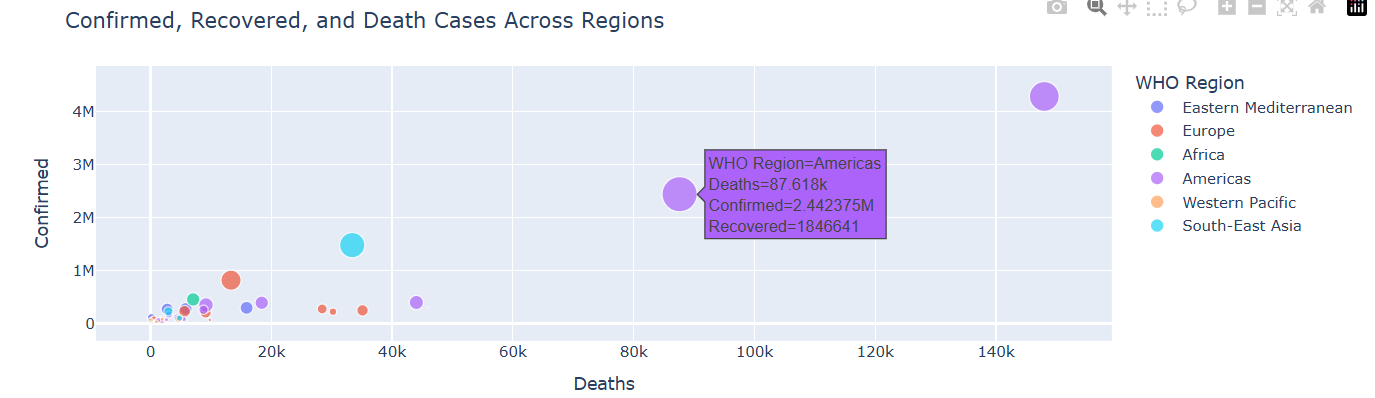 Confirmed, Recovered, and Death Cases Across Regions
WHO Region
Eastern Mediterranean
Europe
Africa
Americas
Western Pacific
South-East Asia
4M
3M
2M
1M
0
Confirmed
WHO Region=Americas
Deaths=87.618k
Confirmed=2.442375M
Recovered=1846641
0 20k 40k 60k 80k 100k 120k 140k
Deaths